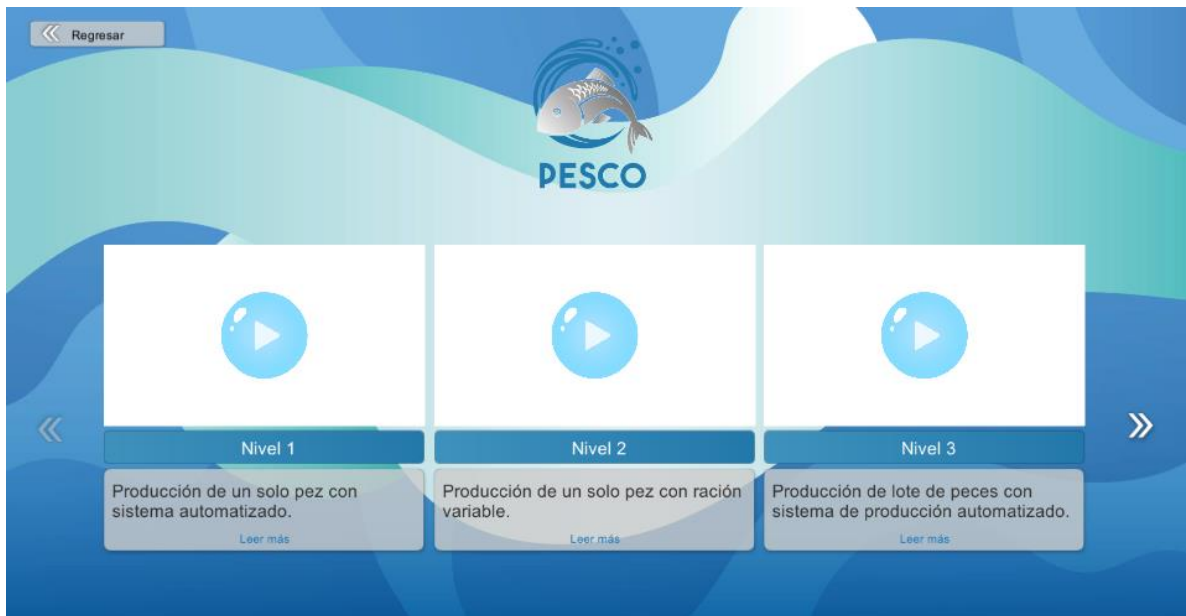 Regresar
PESCO
Nivel 1
Nivel 2
Nivel 3
Producción de un solo pez con
sistema automatizado.
Leer más
Producción de un solo pez con ración
variable.
Leer más
Producción de lote de peces con
sistema de producción automatizado.
Leer más